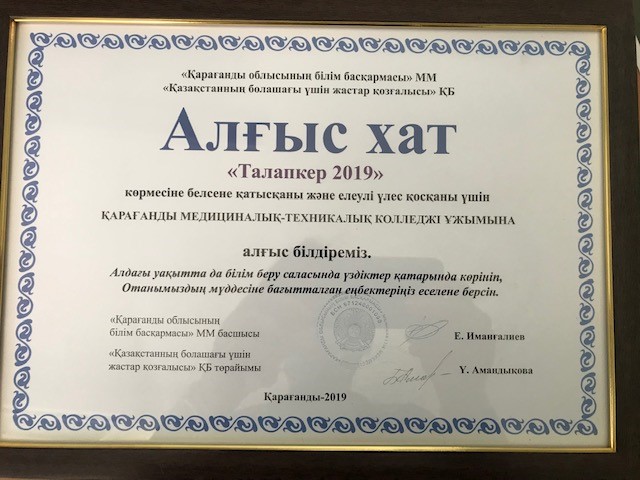 «Қарағанды облысының білім басқармасы» ММ
«Қазақстанның болашағы үшін жастар қозғалысы» ҚБ
Алғыс хат
«Талапкер 2019»
көрмесіне белсене қатысқаны және елеулі үлес қосқаны үшін
ҚАРАҒАНДЫ МЕДИЦИНАЛЫҚ-ТЕХНИКАЛЫҚ КОЛЛЕДЖІ ҰЖЫМЫНА
алғыс білдіреміз.
Алдағы уақытта да білім беру саласында үздіктер қатарында көрініп,
Отанымыздың мүддесіне бағытталған еңбектеріңіз еселене берсін.
«Қарағанды облысының
білім басқармасы» ММ басшысы
Е. Иманғалиев
«Қазақстанның болашағы үшін
жастар козғалысы» ҚБ төрайымы
Ү. Амандыкова
Қарағанды-2019